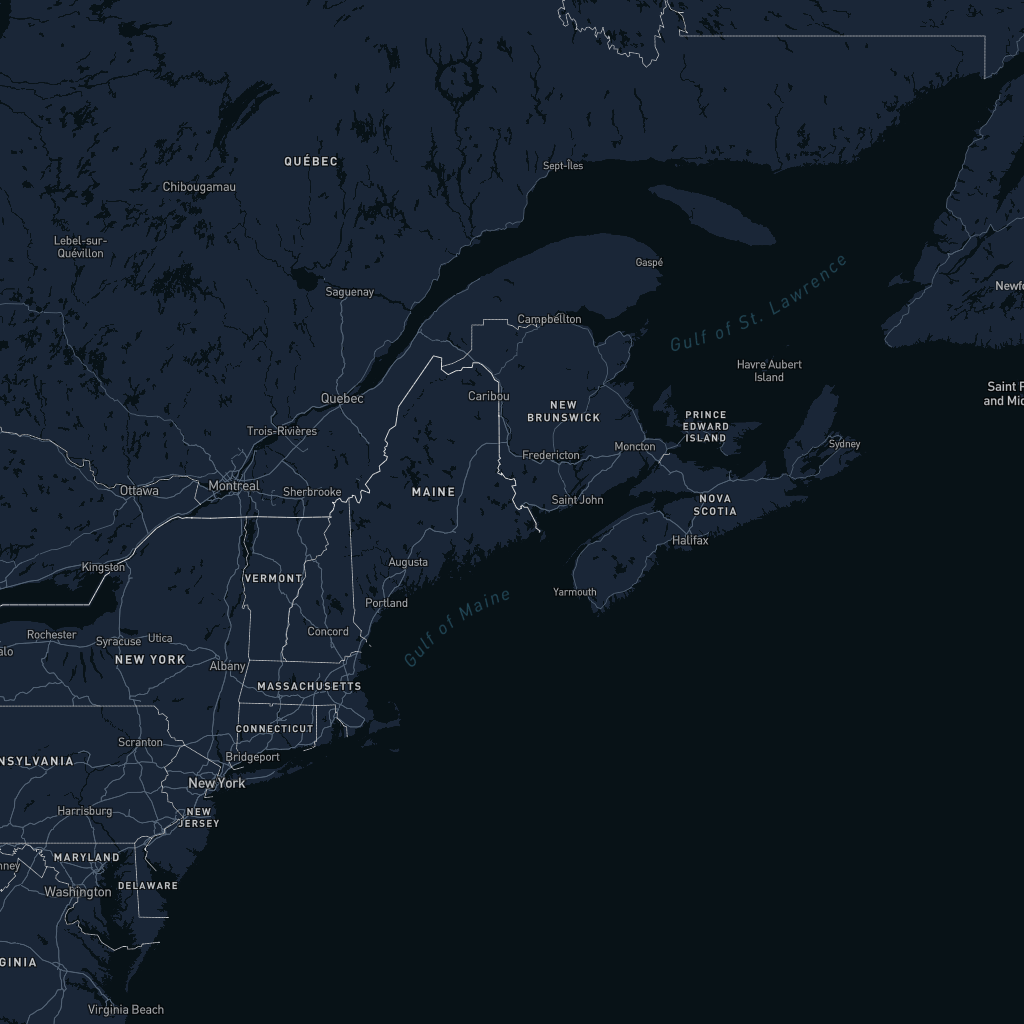 Sept-Îles
QUÉBEC
Chibougamau
Lebel-sur-
Quévillon
Gaspé
Gulf of St. Lawrence
Saguenay
Campbellton
Havre Aubert
Island
Caribou
Quebec
NEW
BRUNSWICK
PRINCE
EDWARD
ISLAND
Trois-Rivières
Sydney
Moncton
Fredericton
Montreal
Ottawa
Sherbrooke
MAINE
Saint John
NOVA
SCOTIA
Halifax
Augusta
Kingston
VERMONT
Yarmouth
Portland
Gulf of Maine
Concord
Rochester
Syracuse
Utica
NEW YORK
Albany
MASSACHUSETTS
CONNECTICUT
Scranton
Bridgeport
NSYLVANIA
New York
Harrisburg
NEW
JERSEY
MARYLAND
DELAWARE
Washington
GINIA
Virginia Beach
Newfo
Saint P
and Mic